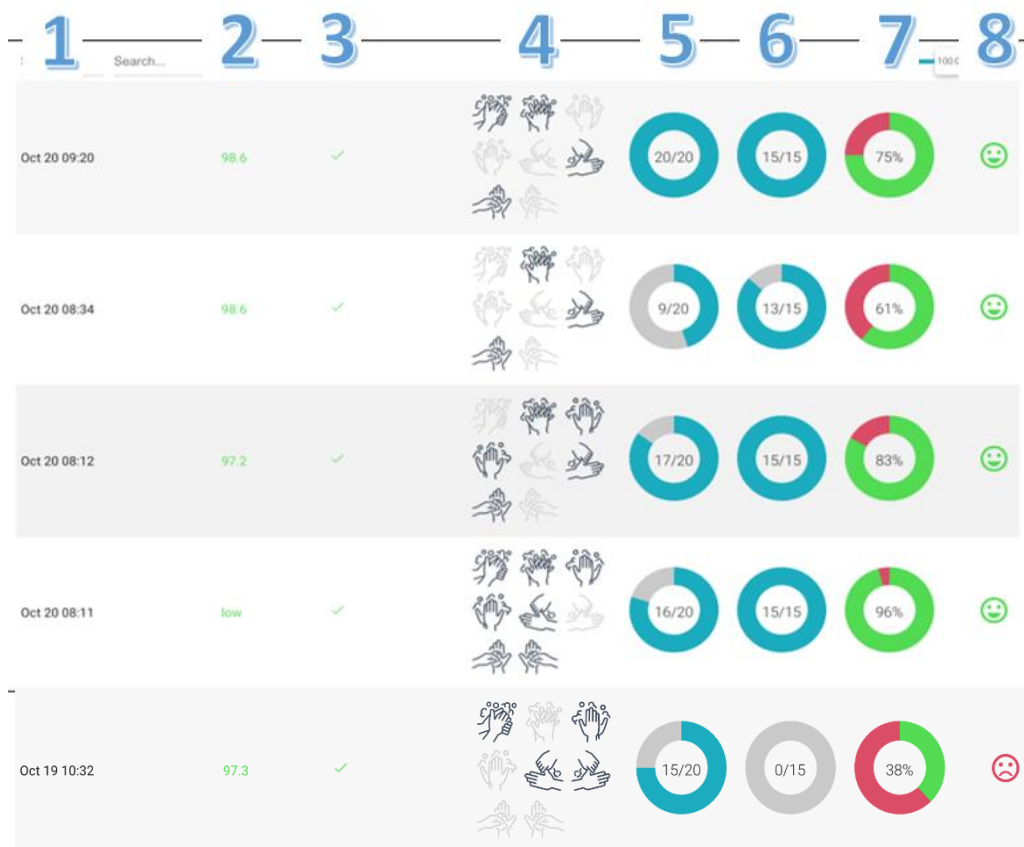 1 2 3 4 5 6 7 8
Search...
Oct 20 09:20 98.6 20/20 15/15 75%
Oct 20 08:34 98.6 9/20 13/15 61%
Oct 20 08:12 97.2 17/20 15/15 83%
Oct 20 08:11 low 16/20 15/15 96%
Oct 19 10:32 97.3 15/20 0/15 38%